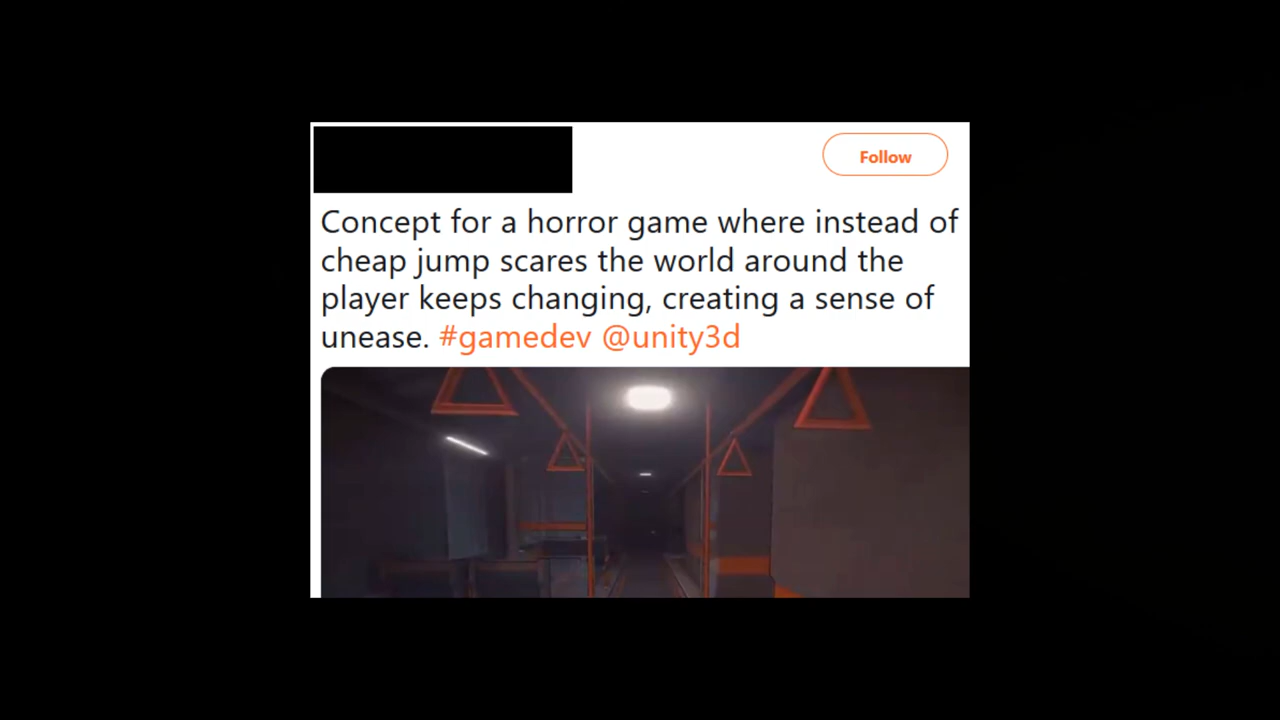 Follow
Concept for a horror game where instead of
cheap jump scares the world around the
player keeps changing, creating a sense of
unease. #gamedev @unity3d